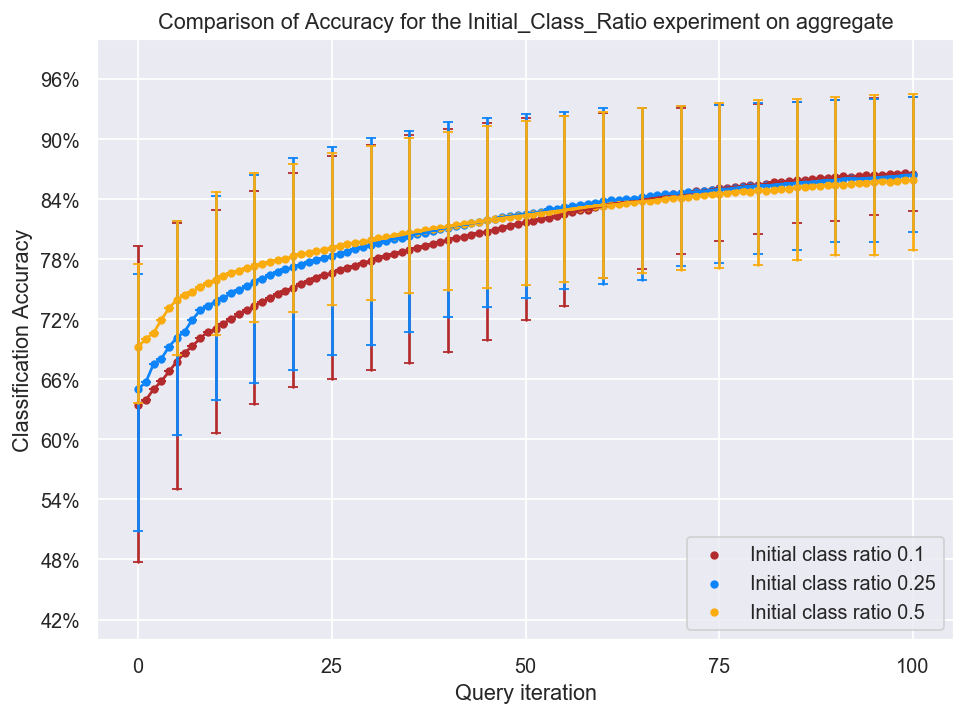 Comparison of Accuracy for the Initial_Class_Ratio experiment on aggregate
96%
90%
84%
78%
72%
66%
60%
54%
48%
42%
Classification Accuracy
Initial class ratio 0.1
Initial class ratio 0.25
Initial class ratio 0.5
0
25
50
75
100
Query iteration